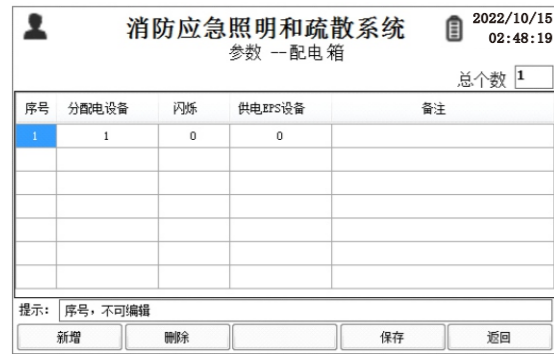 消防应急照明和疏散系统
2022/10/15
02:48:19
参数 --配电箱
总个数 1
序号 分配电设备 闪烁 供电EPS设备 备注
1 1 0 0
提示: 序号，不可编辑
新增 删除 保存 返回